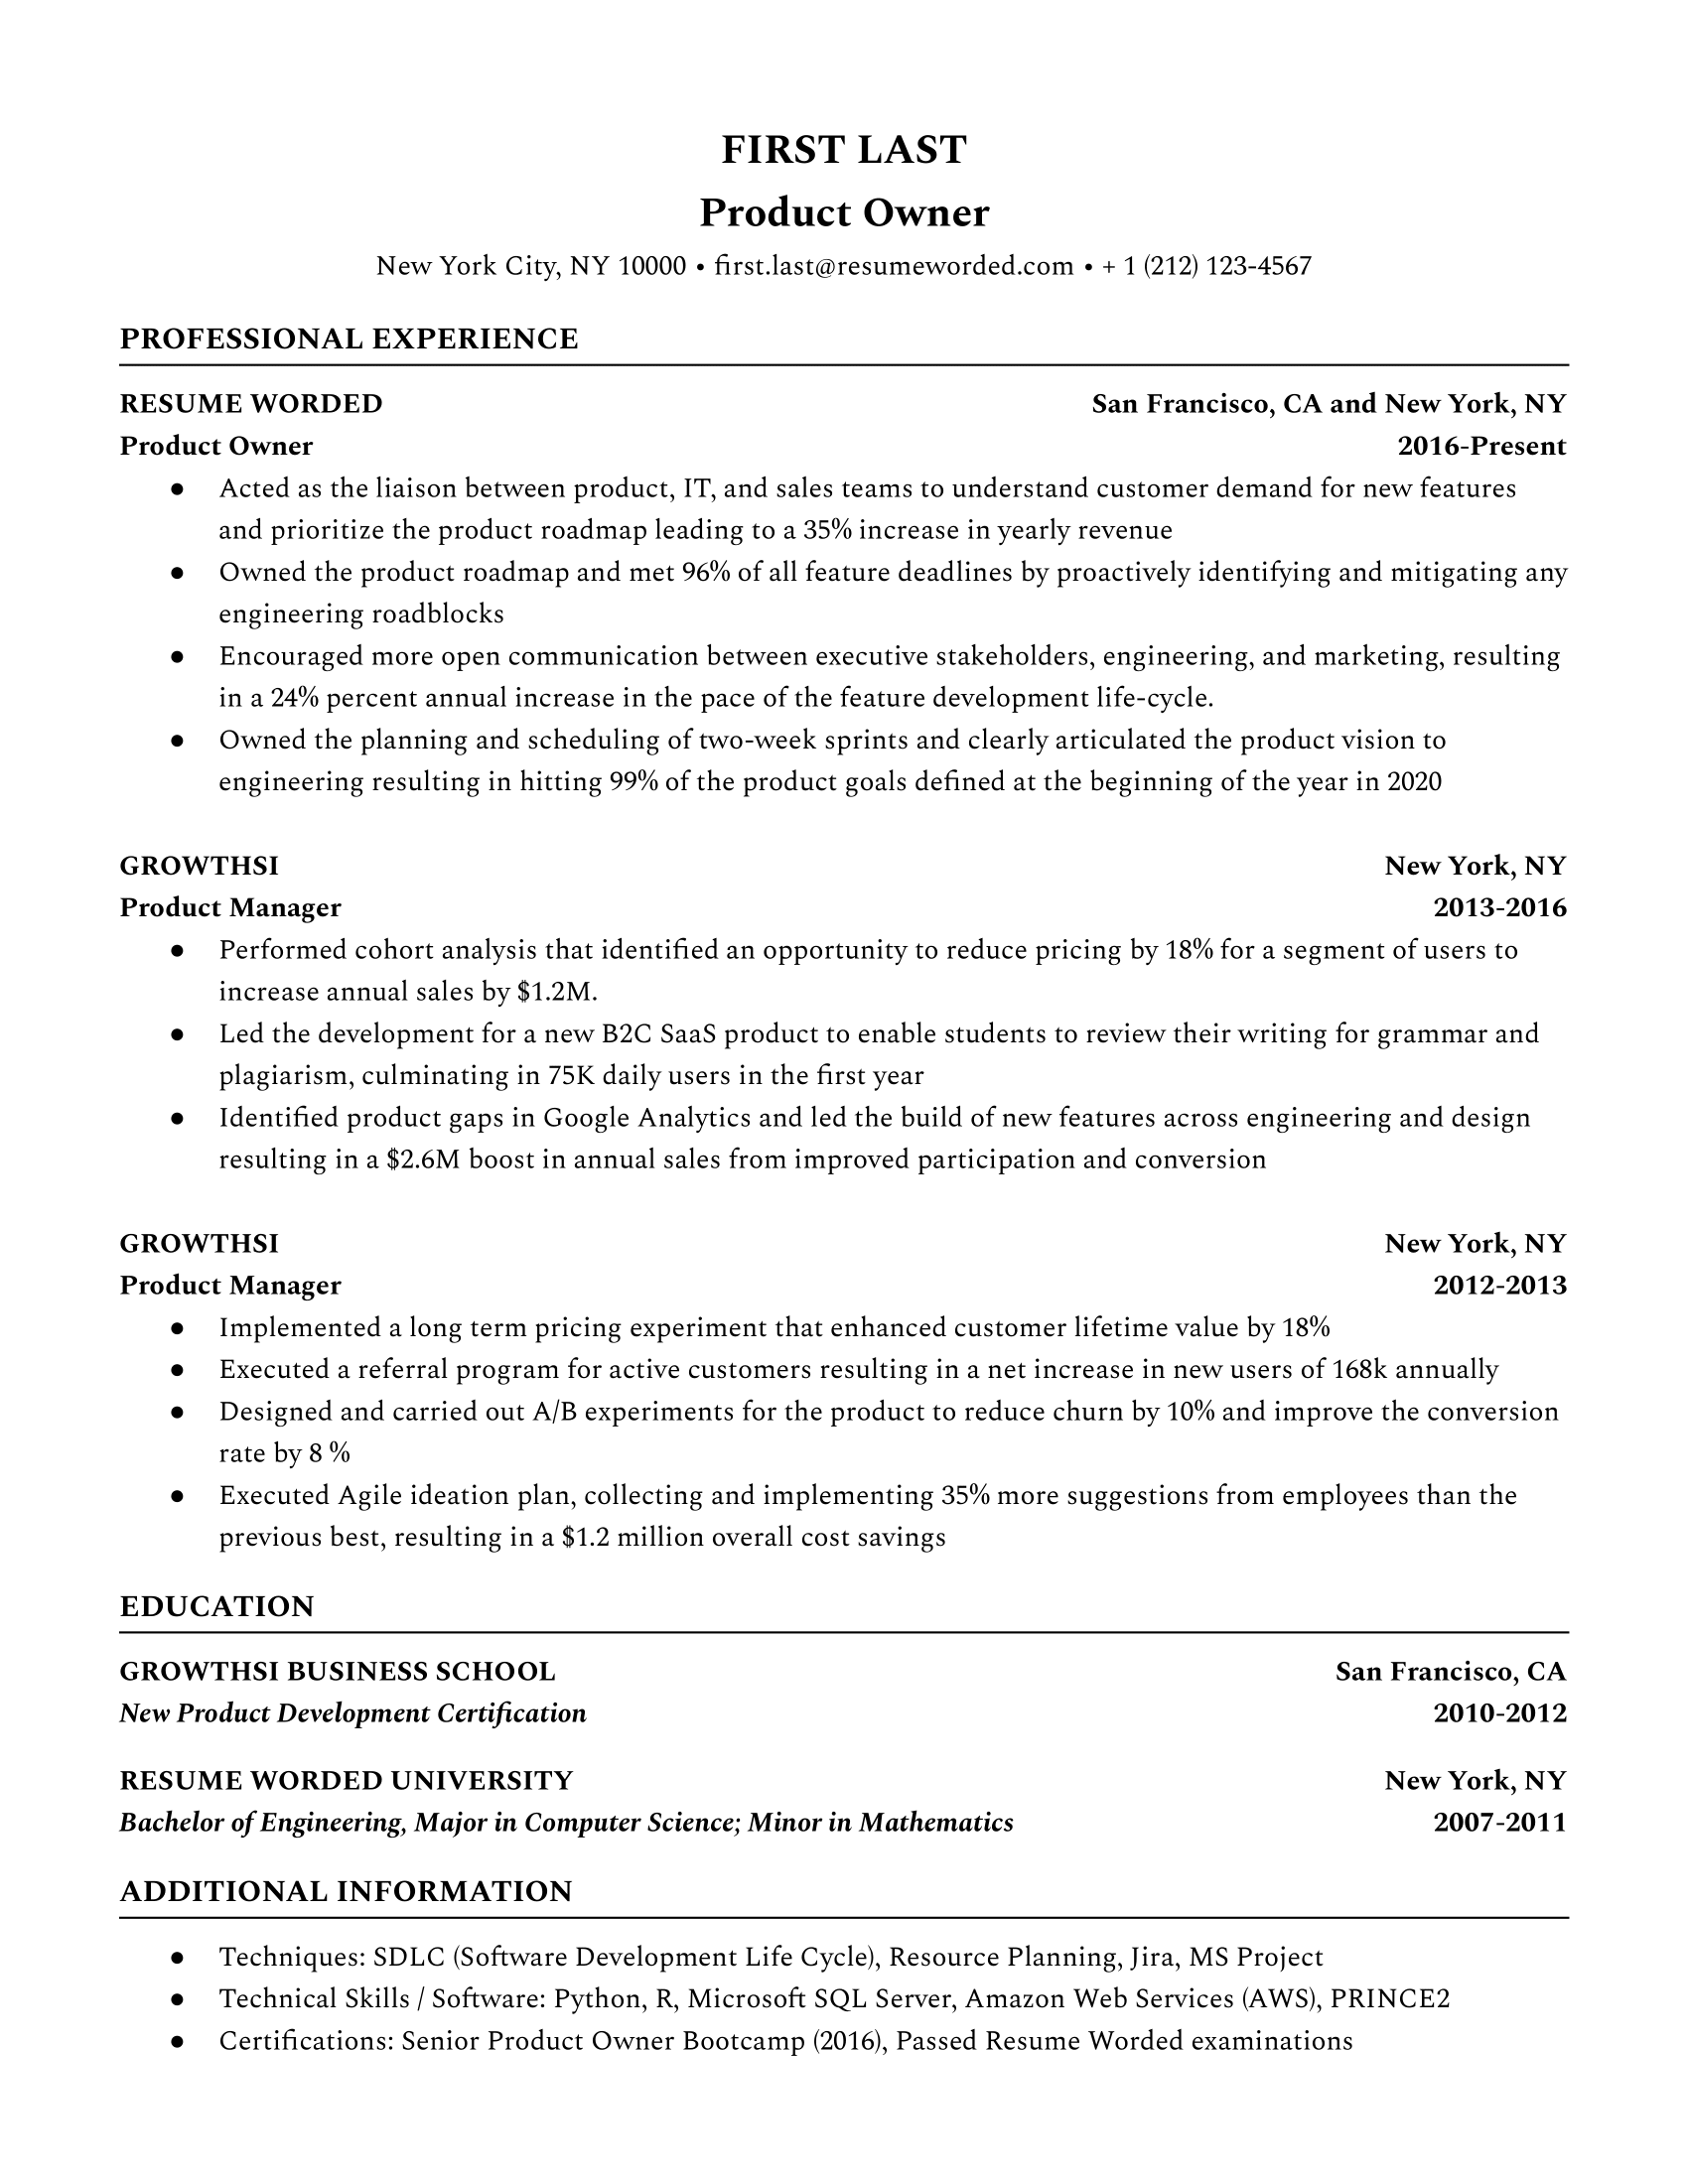 FIRST LAST
Product Owner
New York City, NY 10000 • first.last@resumeworded.com • + 1 (212) 123-4567
PROFESSIONAL EXPERIENCE
RESUME WORDED San Francisco, CA and New York, NY
Product Owner 2016-Present
● Acted as the liaison between product, IT, and sales teams to understand customer demand for new features
and prioritize the product roadmap leading to a 35% increase in yearly revenue
● Owned the product roadmap and met 96% of all feature deadlines by proactively identifying and mitigating any
engineering roadblocks
● Encouraged more open communication between executive stakeholders, engineering, and marketing, resulting
in a 24% percent annual increase in the pace of the feature development life-cycle.
● Owned the planning and scheduling of two-week sprints and clearly articulated the product vision to
engineering resulting in hitting 99% of the product goals defined at the beginning of the year in 2020
GROWTHSI New York, NY
Product Manager 2013-2016
● Performed cohort analysis that identified an opportunity to reduce pricing by 18% for a segment of users to
increase annual sales by $1.2M.
● Led the development for a new B2C SaaS product to enable students to review their writing for grammar and
plagiarism, culminating in 75K daily users in the first year
● Identified product gaps in Google Analytics and led the build of new features across engineering and design
resulting in a $2.6M boost in annual sales from improved participation and conversion
GROWTHSI New York, NY
Product Manager 2012-2013
● Implemented a long term pricing experiment that enhanced customer lifetime value by 18%
● Executed a referral program for active customers resulting in a net increase in new users of 168k annually
● Designed and carried out A/B experiments for the product to reduce churn by 10% and improve the conversion
rate by 8 %
● Executed Agile ideation plan, collecting and implementing 35% more suggestions from employees than the
previous best, resulting in a $1.2 million overall cost savings
EDUCATION
GROWTHSI BUSINESS SCHOOL San Francisco, CA
New Product Development Certification 2010-2012
RESUME WORDED UNIVERSITY New York, NY
Bachelor of Engineering, Major in Computer Science; Minor in Mathematics 2007-2011
ADDITIONAL INFORMATION
● Techniques: SDLC (Software Development Life Cycle), Resource Planning, Jira, MS Project
● Technical Skills / Software: Python, R, Microsoft SQL Server, Amazon Web Services (AWS), PRINCE2
● Certifications: Senior Product Owner Bootcamp (2016), Passed Resume Worded examinations